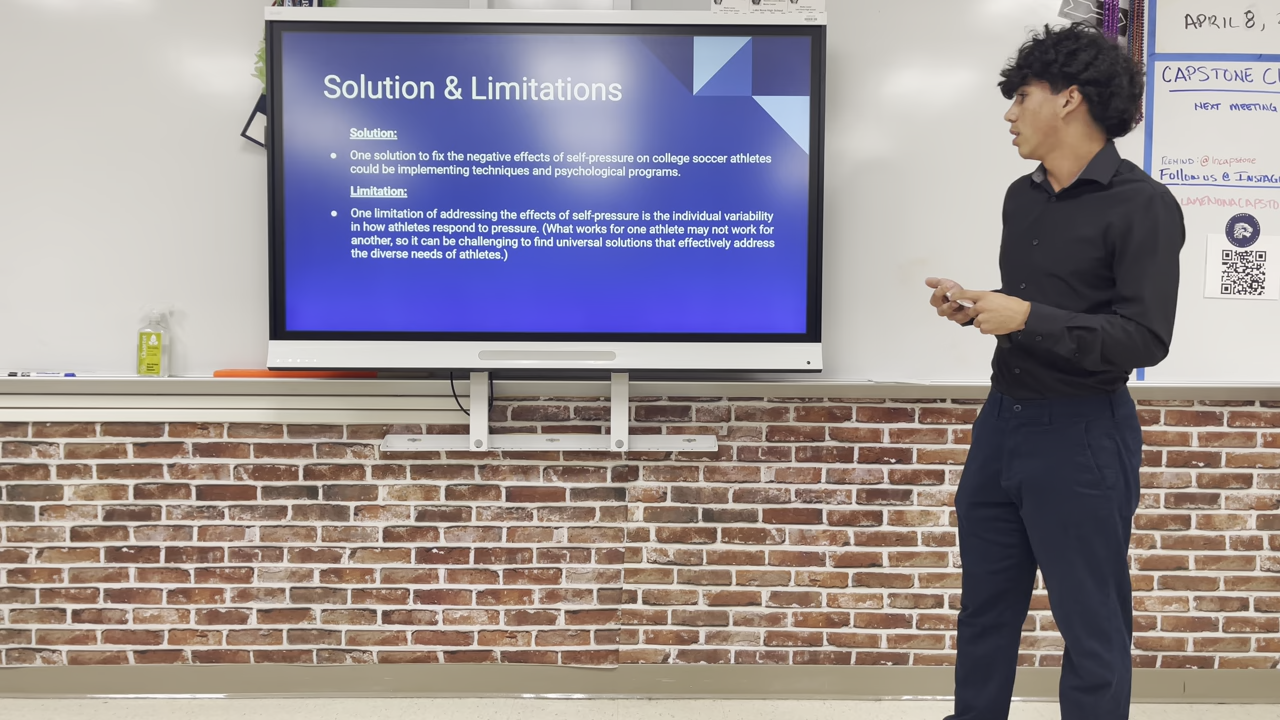 Solution & Limitations
Solution:
● One solution to fix the negative effects of self-pressure on college soccer athletes
could be implementing techniques and psychological programs.
Limitation:
● One limitation of addressing the effects of self-pressure is the individual variability
in how athletes respond to pressure. (What works for one athlete may not work for
another, so it can be challenging to find universal solutions that effectively address
the diverse needs of athletes.)
APRIL 8,
CAPSTONE
NEXT MEETING
REMIND: @lncapstone
FOLLOW US @